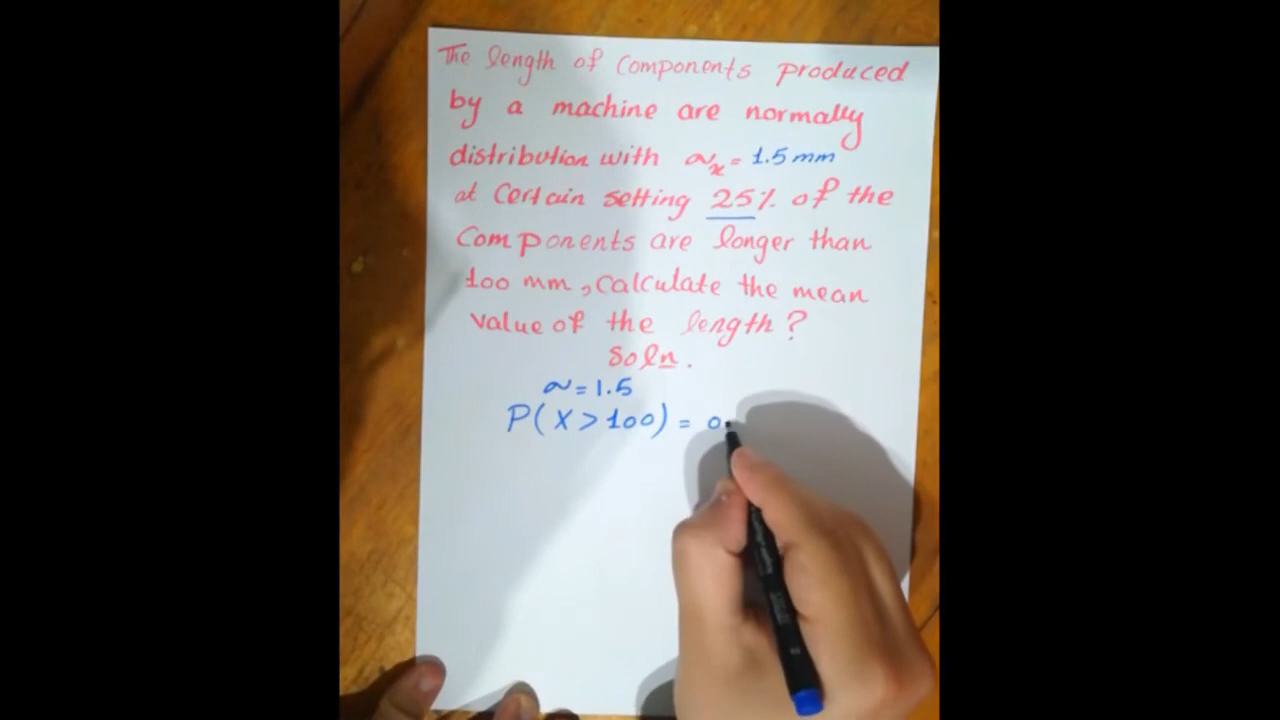 The length of components produced
by a machine are normally
distribution with σx = 1.5 mm
at certain setting 25% of the
components are longer than
100 mm, calculate the mean
value of the length?
soln.
σ = 1.5
P(X > 100) = 0.